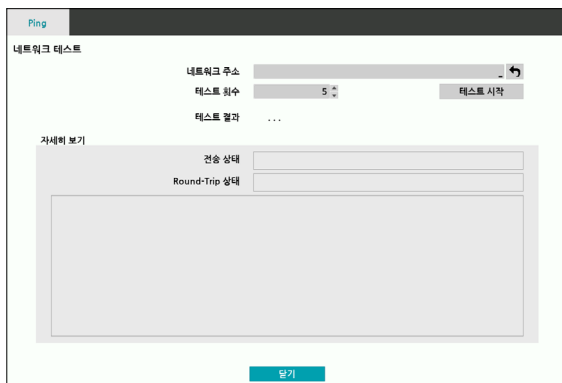 Ping
네트워크 테스트
네트워크 주소 _
테스트 횟수 5 테스트 시작
테스트 결과 ...
자세히 보기
전송 상태
Round-Trip 상태
닫기